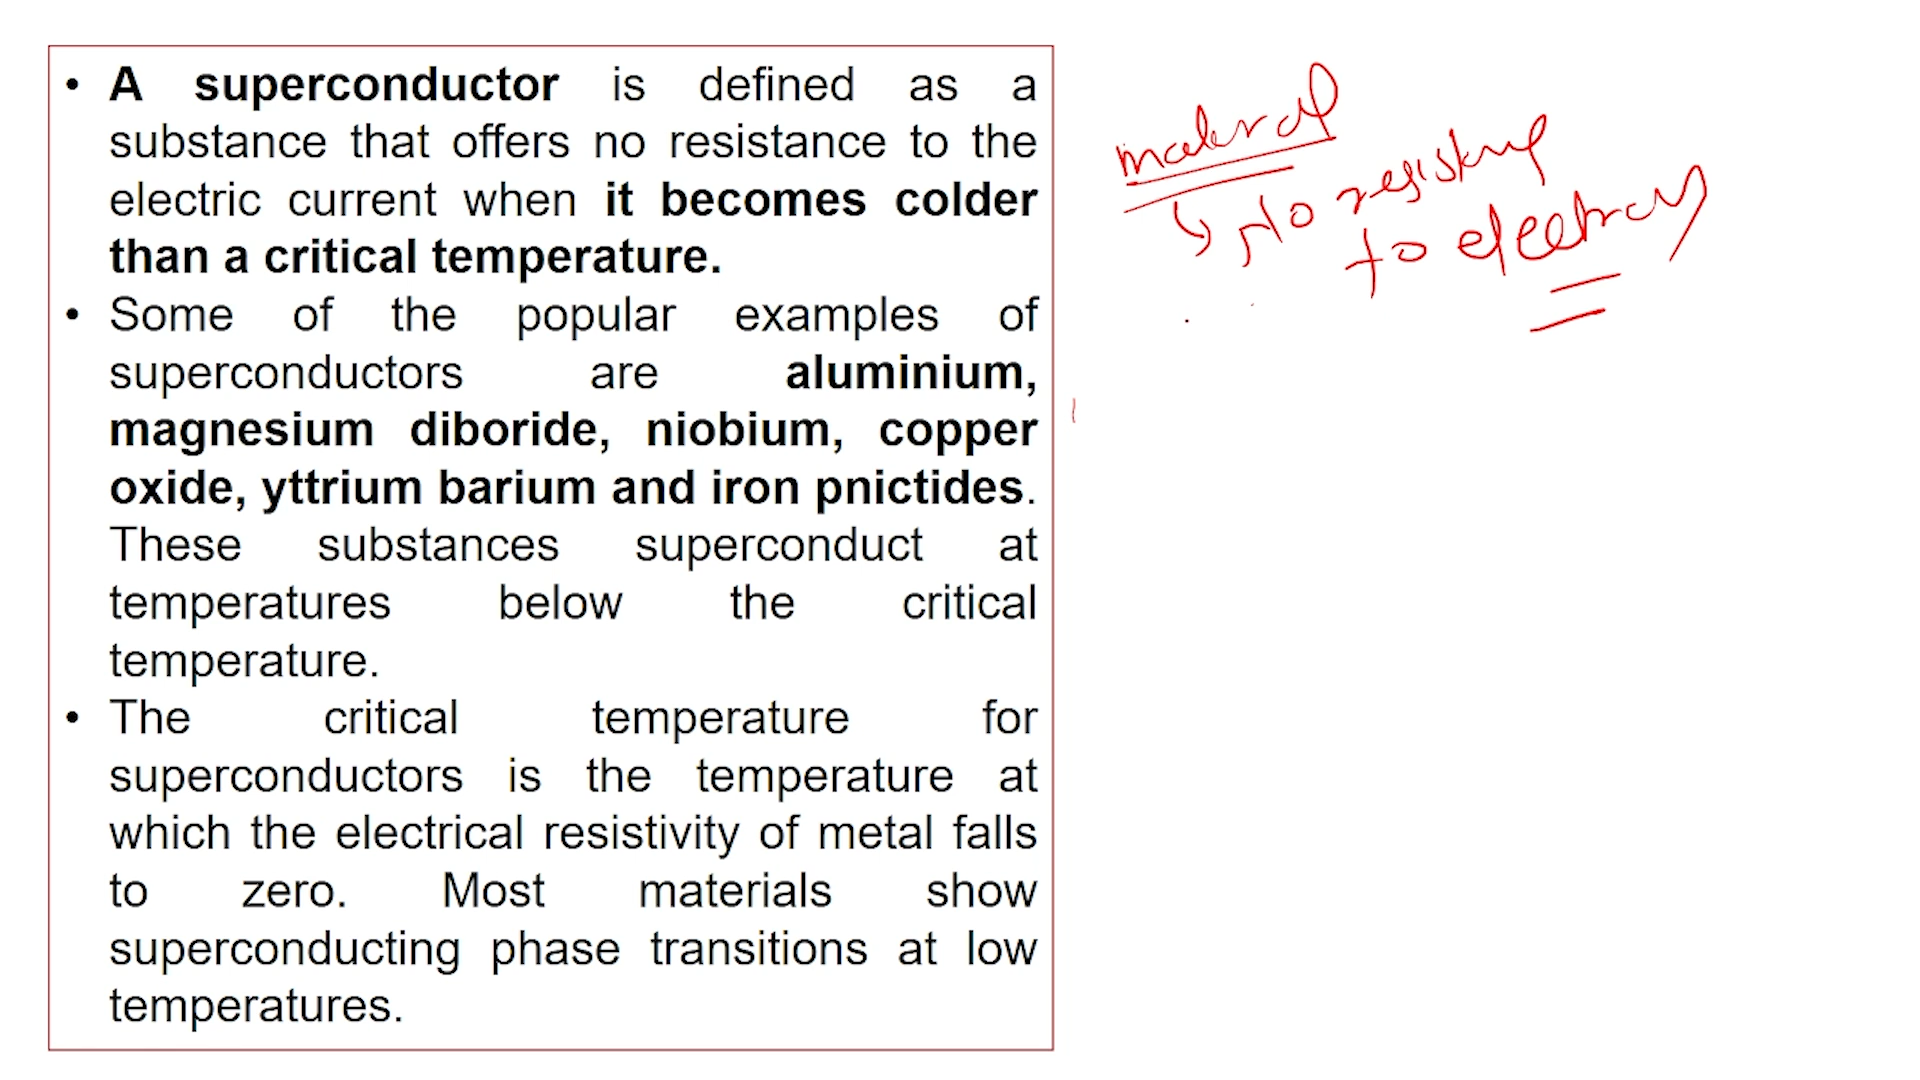 • A superconductor is defined as a
substance that offers no resistance to the
electric current when it becomes colder
than a critical temperature.
• Some of the popular examples of
superconductors are aluminium,
magnesium diboride, niobium, copper
oxide, yttrium barium and iron pnictides.
These substances superconduct at
temperatures below the critical
temperature.
• The critical temperature for
superconductors is the temperature at
which the electrical resistivity of metal falls
to zero. Most materials show
superconducting phase transitions at low
temperatures.
material
No
to